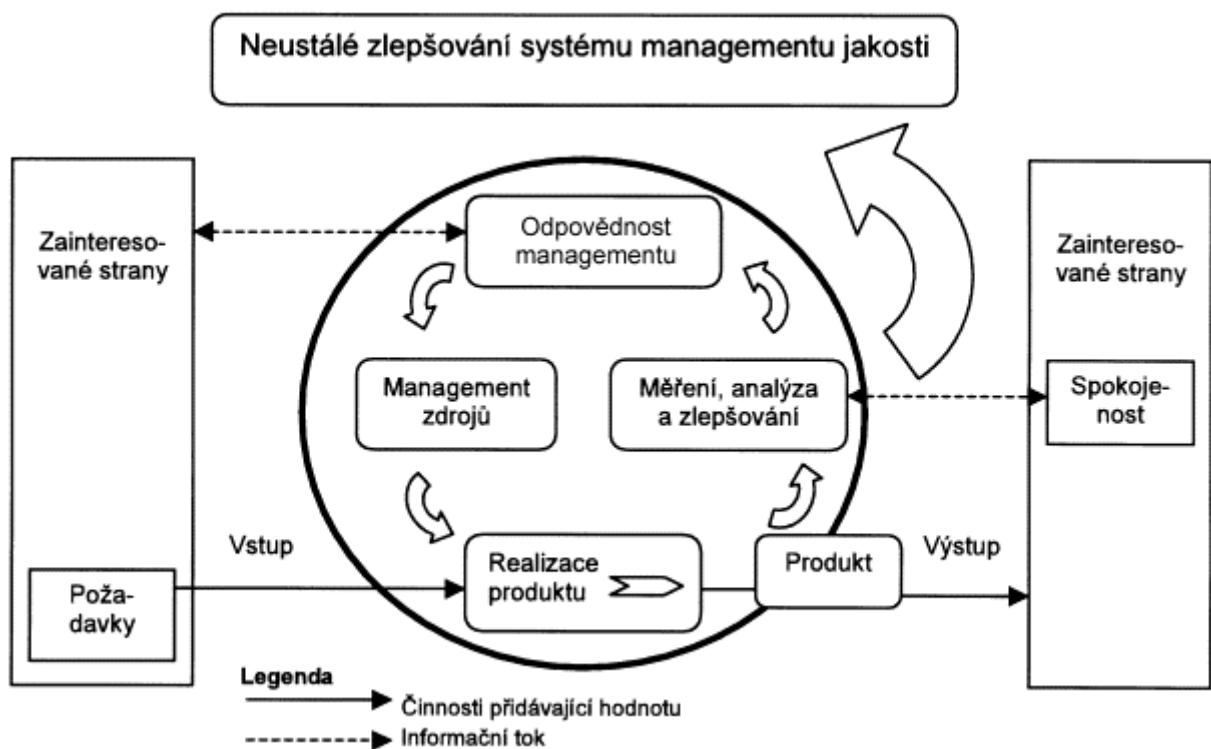 Neustálé zlepšování systému managementu jakosti
Zaintereso-
vané strany
Odpovědnost
managementu
Zaintereso-
vané strany
Management
zdrojů
Měření, analýza
a zlepšování
Spokoje-
nost
Vstup
Realizace
produktu
Produkt
Výstup
Poža-
davky
Legenda
Činnosti přidávající hodnotu
Informační tok